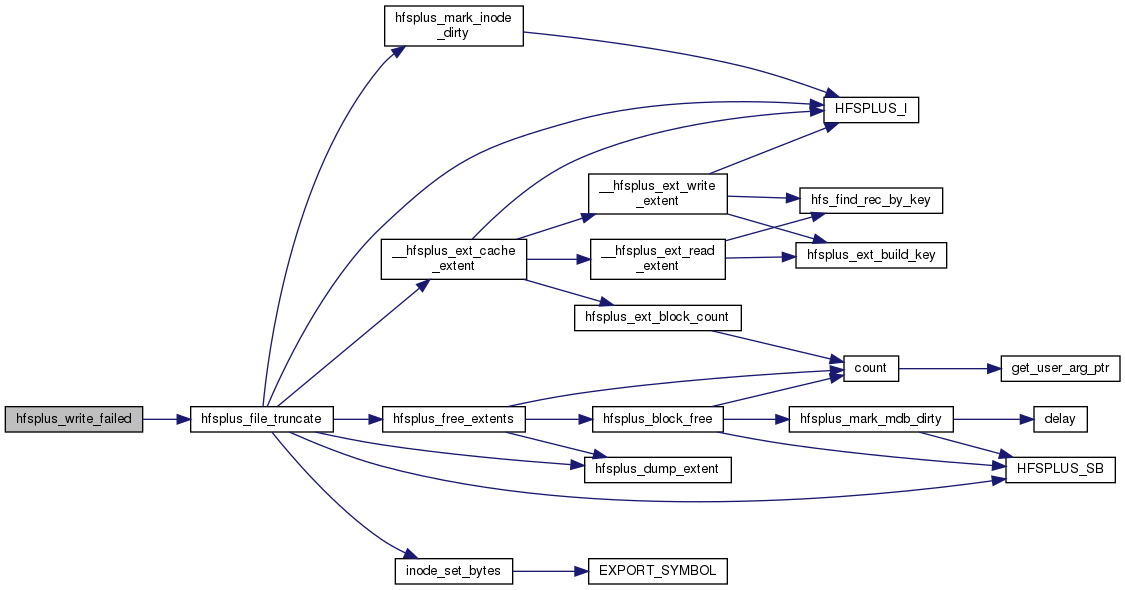 hfsplus_mark_inode
_dirty
HFSPLUS_I
__hfsplus_ext_write
_extent
hfs_find_rec_by_key
__hfsplus_ext_cache
_extent
__hfsplus_ext_read
_extent
hfsplus_ext_build_key
hfsplus_ext_block_count
count
get_user_arg_ptr
hfsplus_write_failed
hfsplus_file_truncate
hfsplus_free_extents
hfsplus_block_free
hfsplus_mark_mdb_dirty
delay
hfsplus_dump_extent
HFSPLUS_SB
inode_set_bytes
EXPORT_SYMBOL